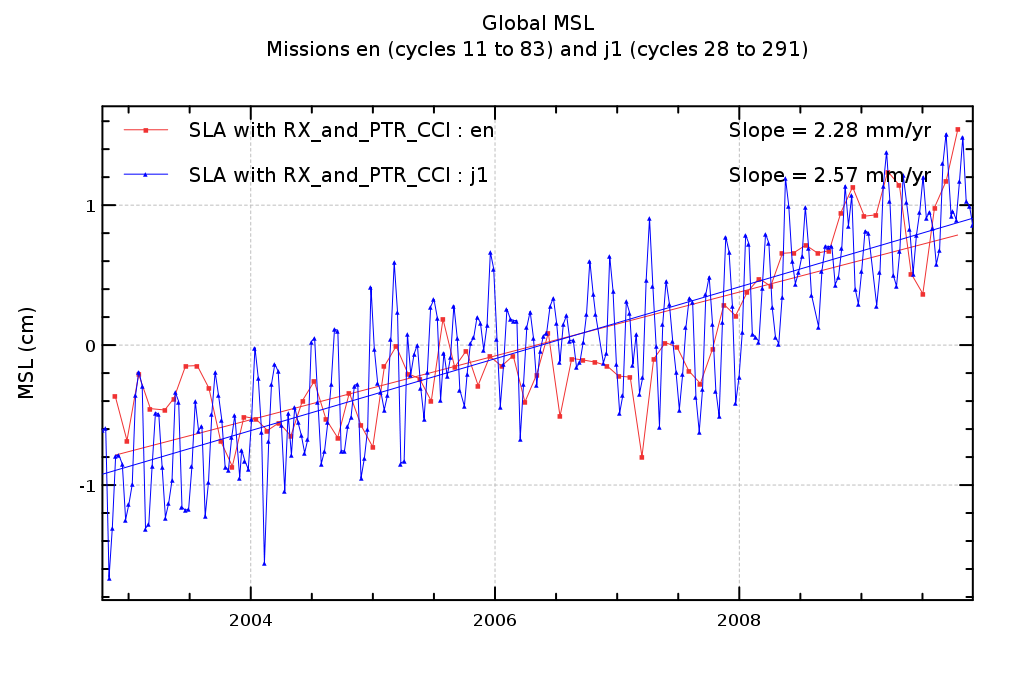 Global MSL
Missions en (cycles 11 to 83) and j1 (cycles 28 to 291)
SLA with RX_and_PTR_CCI : en
Slope = 2.28 mm/yr
SLA with RX_and_PTR_CCI : j1
Slope = 2.57 mm/yr
MSL (cm)
1
0
-1
2004
2006
2008